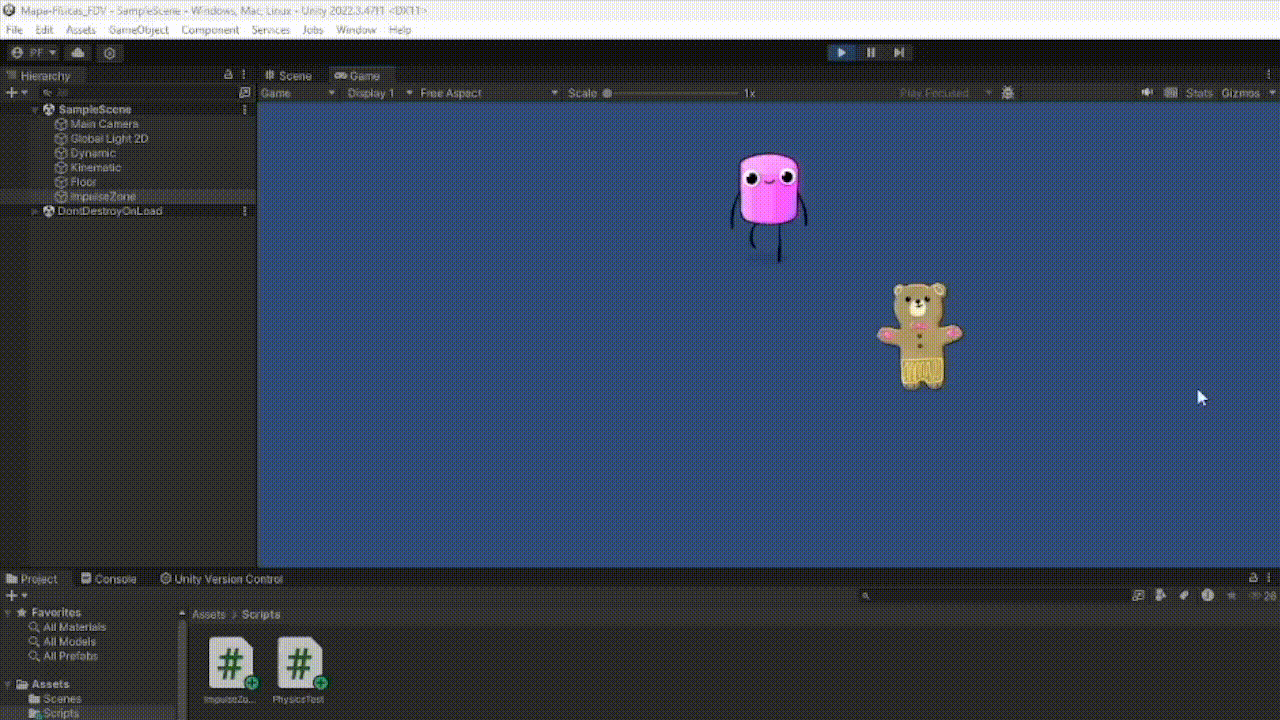 Mapa-Fisicas_FDV - SampleScene - Windows, Mac, Linux - Unity 2022.3.47f1 <DX11>
File Edit Assets GameObject Component Services Jobs Window Help
PF
Hierarchy
Scene
Game
Game
Display 1
Free Aspect
Scale
1x
Play Focused
Stats
Gizmos
SampleScene
Main Camera
Global Light 2D
Dynamic
Kinematic
Floor
ImpulseZone
DontDestroyOnLoad
Project
Console
Unity Version Control
26
Favorites
All Materials
All Models
All Prefabs
Assets
Scenes
Scripts
Assets > Scripts
ImpulseZo...
PhysicsTest